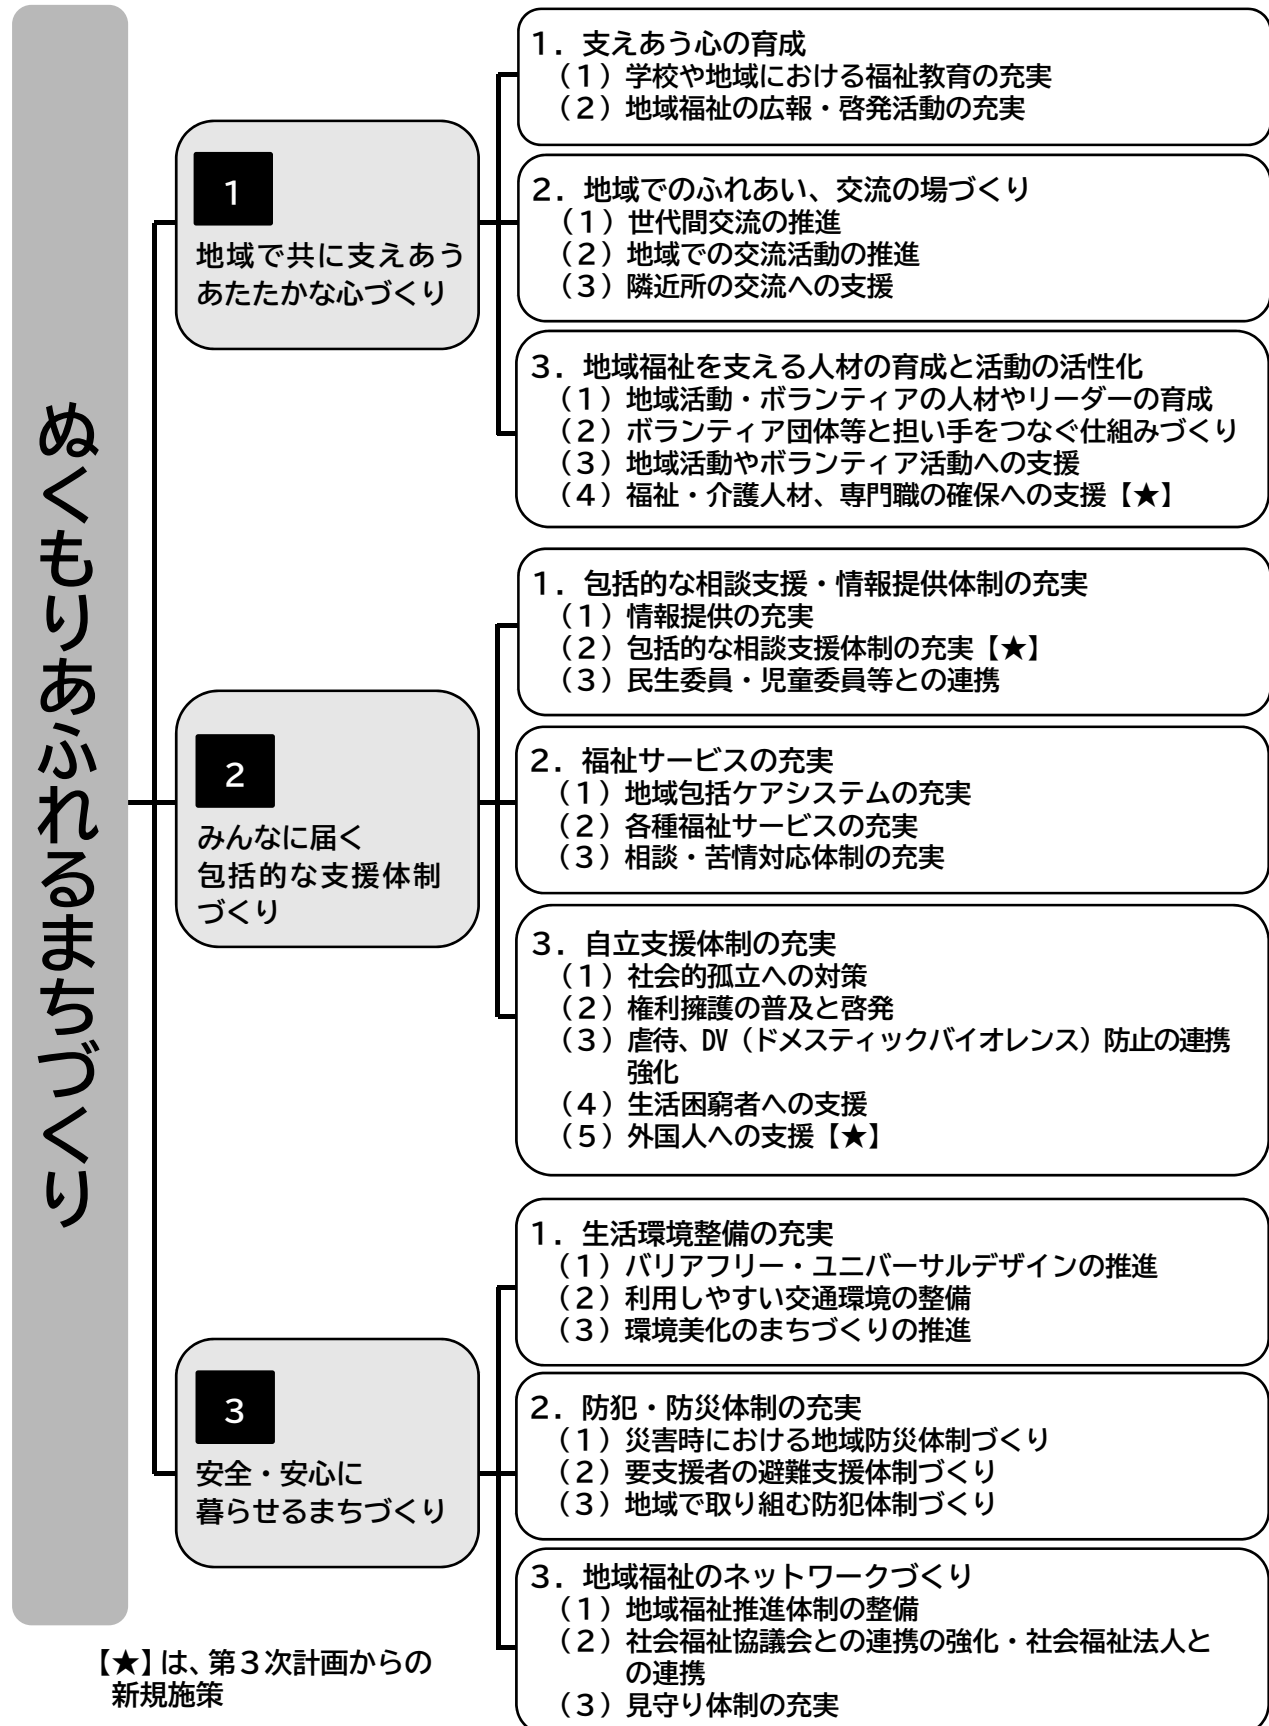 ぬくもりあふれるまちづくり
1
地域で共に支えあう
あたたかな心づくり
1．支えあう心の育成
（1）学校や地域における福祉教育の充実
（2）地域福祉の広報・啓発活動の充実
2．地域でのふれあい、交流の場づくり
（1）世代間交流の推進
（2）地域での交流活動の推進
（3）隣近所の交流への支援
3．地域福祉を支える人材の育成と活動の活性化
（1）地域活動・ボランティアの人材やリーダーの育成
（2）ボランティア団体等と担い手をつなぐ仕組みづくり
（3）地域活動やボランティア活動への支援
（4）福祉・介護人材、専門職の確保への支援【★】
2
みんなに届く
包括的な支援体制
づくり
1．包括的な相談支援・情報提供体制の充実
（1）情報提供の充実
（2）包括的な相談支援体制の充実【★】
（3）民生委員・児童委員等との連携
2．福祉サービスの充実
（1）地域包括ケアシステムの充実
（2）各種福祉サービスの充実
（3）相談・苦情対応体制の充実
3．自立支援体制の充実
（1）社会的孤立への対策
（2）権利擁護の普及と啓発
（3）虐待、DV（ドメスティックバイオレンス）防止の連携
強化
（4）生活困窮者への支援
（5）外国人への支援【★】
3
安全・安心に
暮らせるまちづくり
1．生活環境整備の充実
（1）バリアフリー・ユニバーサルデザインの推進
（2）利用しやすい交通環境の整備
（3）環境美化のまちづくりの推進
2．防犯・防災体制の充実
（1）災害時における地域防災体制づくり
（2）要支援者の避難支援体制づくり
（3）地域で取り組む防犯体制づくり
3．地域福祉のネットワークづくり
（1）地域福祉推進体制の整備
（2）社会福祉協議会との連携の強化・社会福祉法人と
の連携
（3）見守り体制の充実
【★】は、第3次計画からの
新規施策